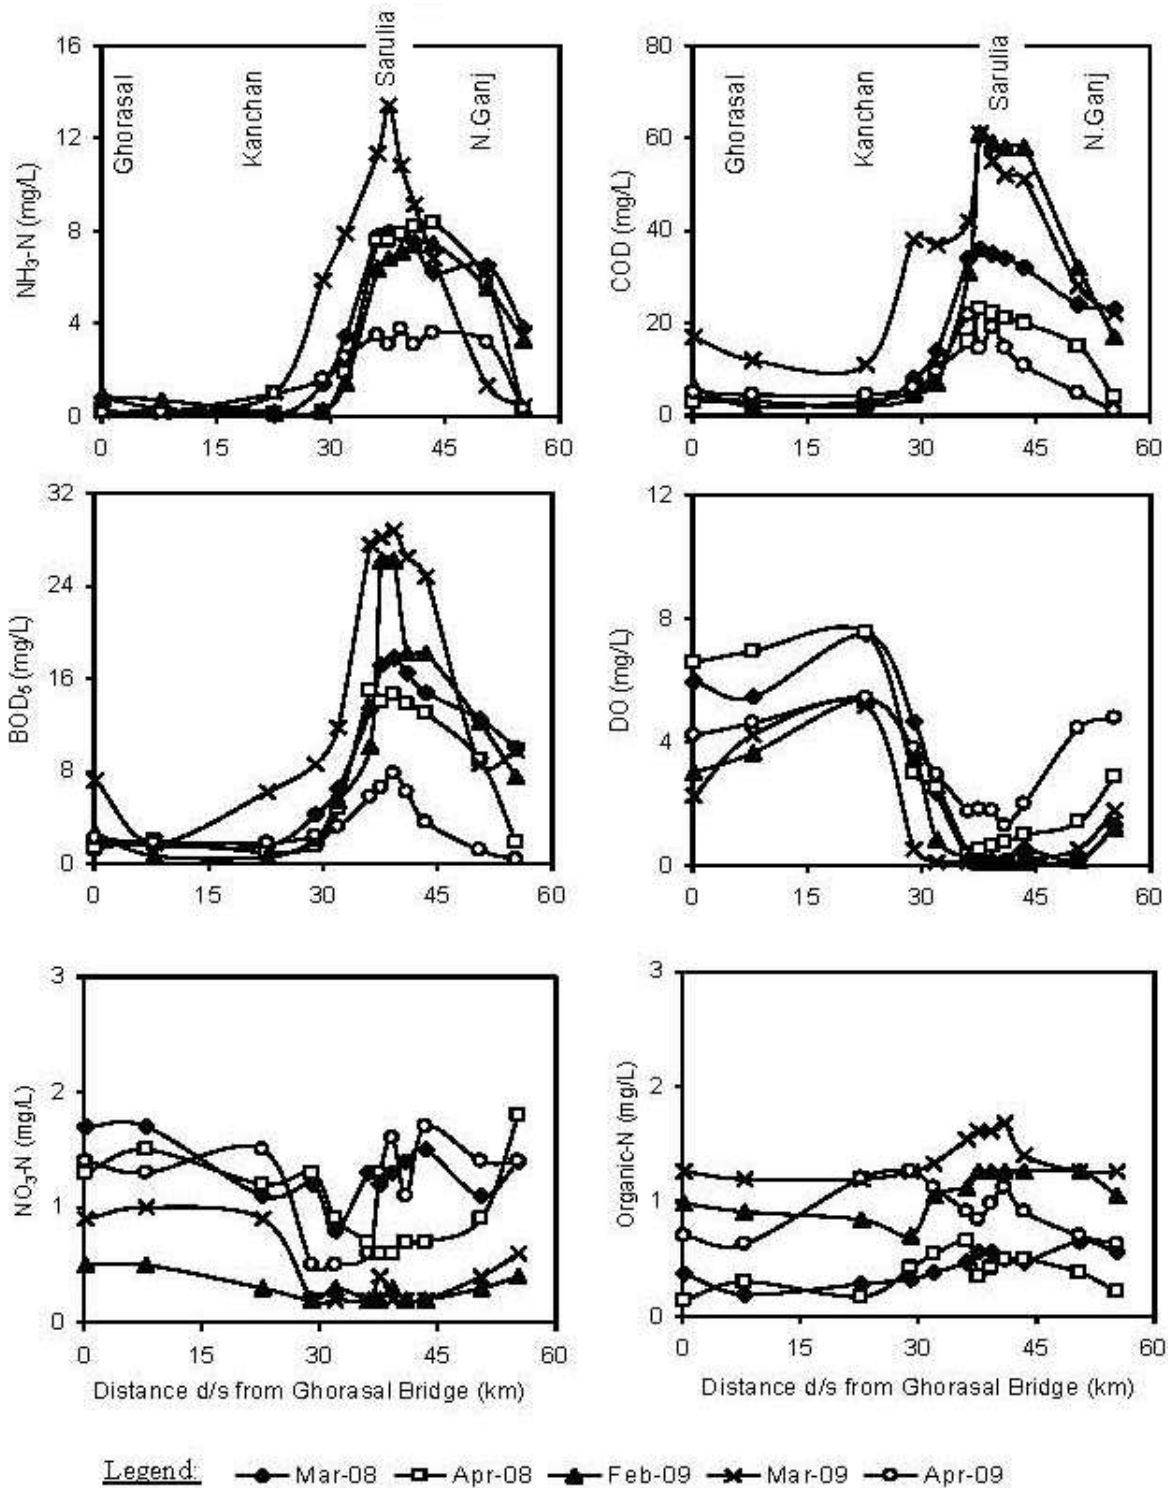 Ghorasal
Kanchan
Sarulia
N.Ganj
NH3-N (mg/L)
16
12
8
4
0
0 15 30 45 60
Ghorasal
Kanchan
Sarulia
N.Ganj
COD (mg/L)
80
60
40
20
0
0 15 30 45 60
BOD5 (mg/L)
32
24
16
8
0
0 15 30 45 60
DO (mg/L)
12
8
4
0
0 15 30 45 60
NO3-N (mg/L)
3
2
1
0
0 15 30 45 60
Distance d/s from Ghorasal Bridge (km)
Organic-N (mg/L)
3
2
1
0
0 15 30 45 60
Distance d/s from Ghorasal Bridge (km)
Legend: Mar-08 Apr-08 Feb-09 Mar-09 Apr-09